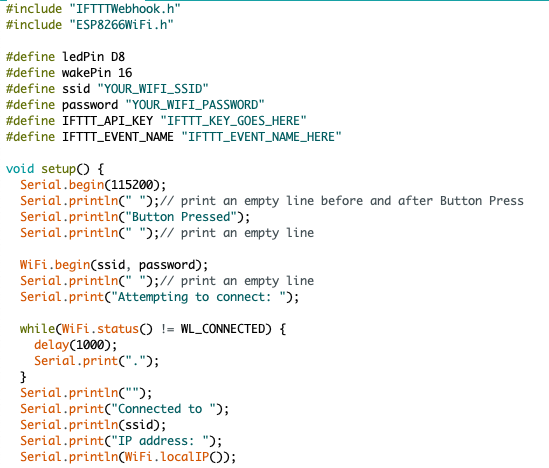 #include "IFTTTWebhook.h"
#include "ESP8266WiFi.h"
#define ledPin D8
#define wakePin 16
#define ssid "YOUR_WIFI_SSID"
#define password "YOUR_WIFI_PASSWORD"
#define IFTTT_API_KEY "IFTTT_KEY_GOES_HERE"
#define IFTTT_EVENT_NAME "IFTTT_EVENT_NAME_HERE"
void setup() {
  Serial.begin(115200);
  Serial.println(" ");// print an empty line before and after Button Press
  Serial.println("Button Pressed");
  Serial.println(" ");// print an empty line
  WiFi.begin(ssid, password);
  Serial.println(" ");// print an empty line
  Serial.print("Attempting to connect: ");
  while(WiFi.status() != WL_CONNECTED) {
    delay(1000);
    Serial.print(".");
  }
  Serial.println("");
  Serial.print("Connected to ");
  Serial.println(ssid);
  Serial.print("IP address: ");
  Serial.println(WiFi.localIP());